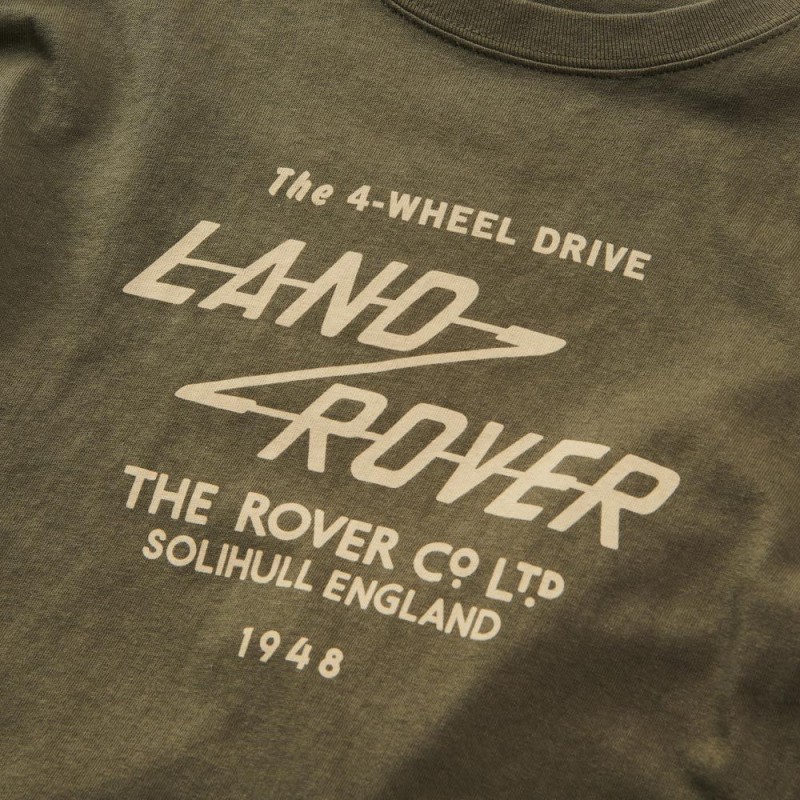 The 4-WHEEL DRIVE
LAND
ROVER
THE ROVER CO. LTD.
SOLIHULL ENGLAND
1948